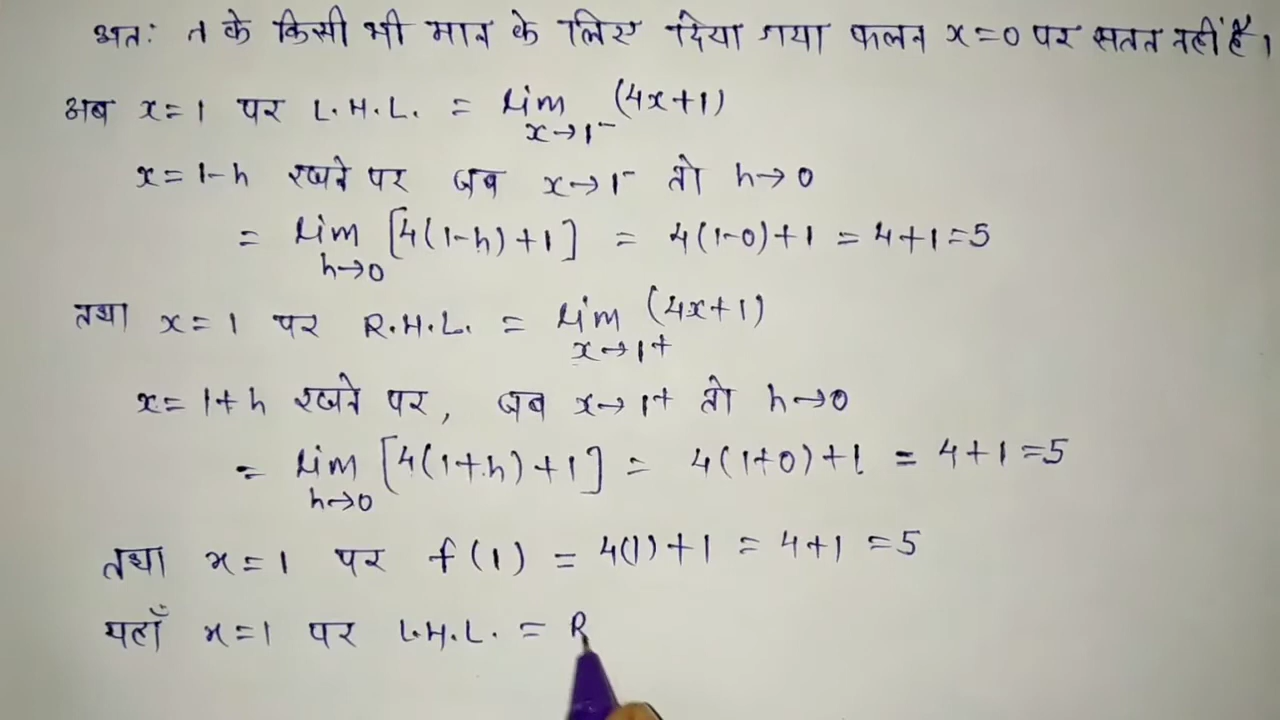 अतः λ के किसी भी मान के लिए दिया गया फलन x=0 पर सतत नहीं है।
अब x=1 पर L.H.L. = lim x→1⁻ (4x+1)
x=1-h रखने पर जब x→1⁻ तो h→0
= lim h→0 [4(1-h)+1] = 4(1-0)+1 = 4+1=5
तथा x=1 पर R.H.L. = lim x→1+ (4x+1)
x=1+h रखने पर, जब x→1+ तो h→0
= lim h→0 [4(1+h)+1] = 4(1+0)+1 = 4+1=5
तथा x=1 पर f(1) = 4(1)+1 = 4+1 =5
यहाँ x=1 पर L.H.L. = R